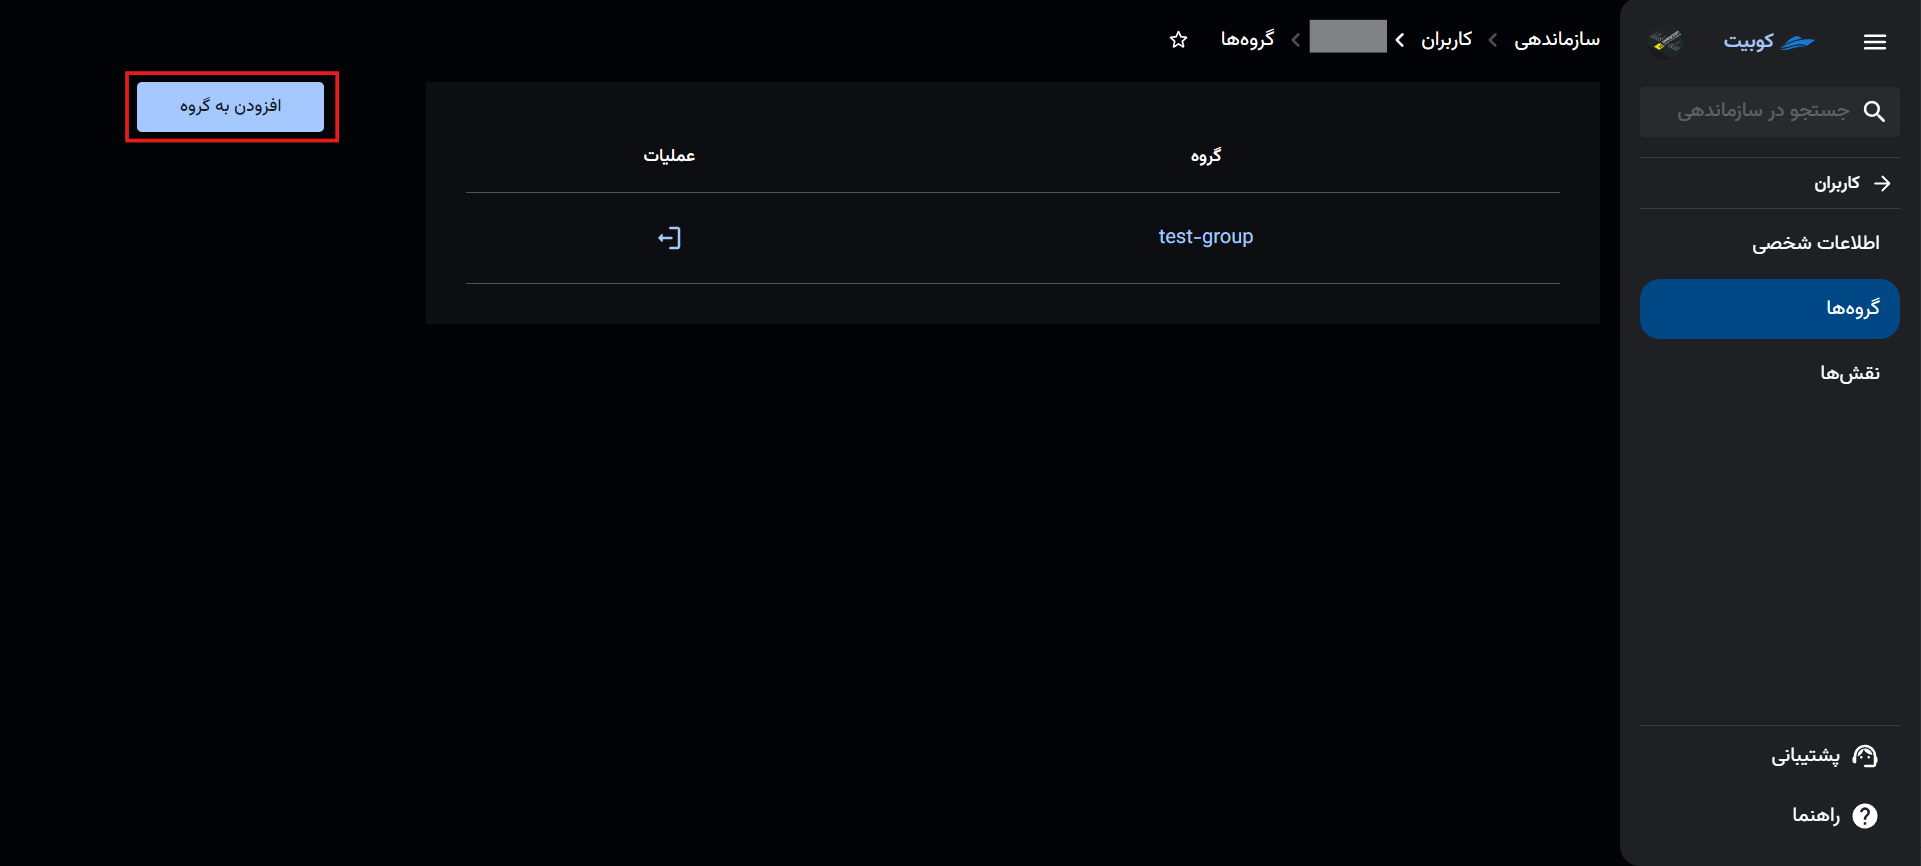 کوبیت
جستجو در سازماندهی
کاربران
اطلاعات شخصی
گروه‌ها
نقش‌ها
پشتیبانی
راهنما
سازماندهی
کاربران
گروه‌ها
افزودن به گروه
گروه
عملیات
test-group